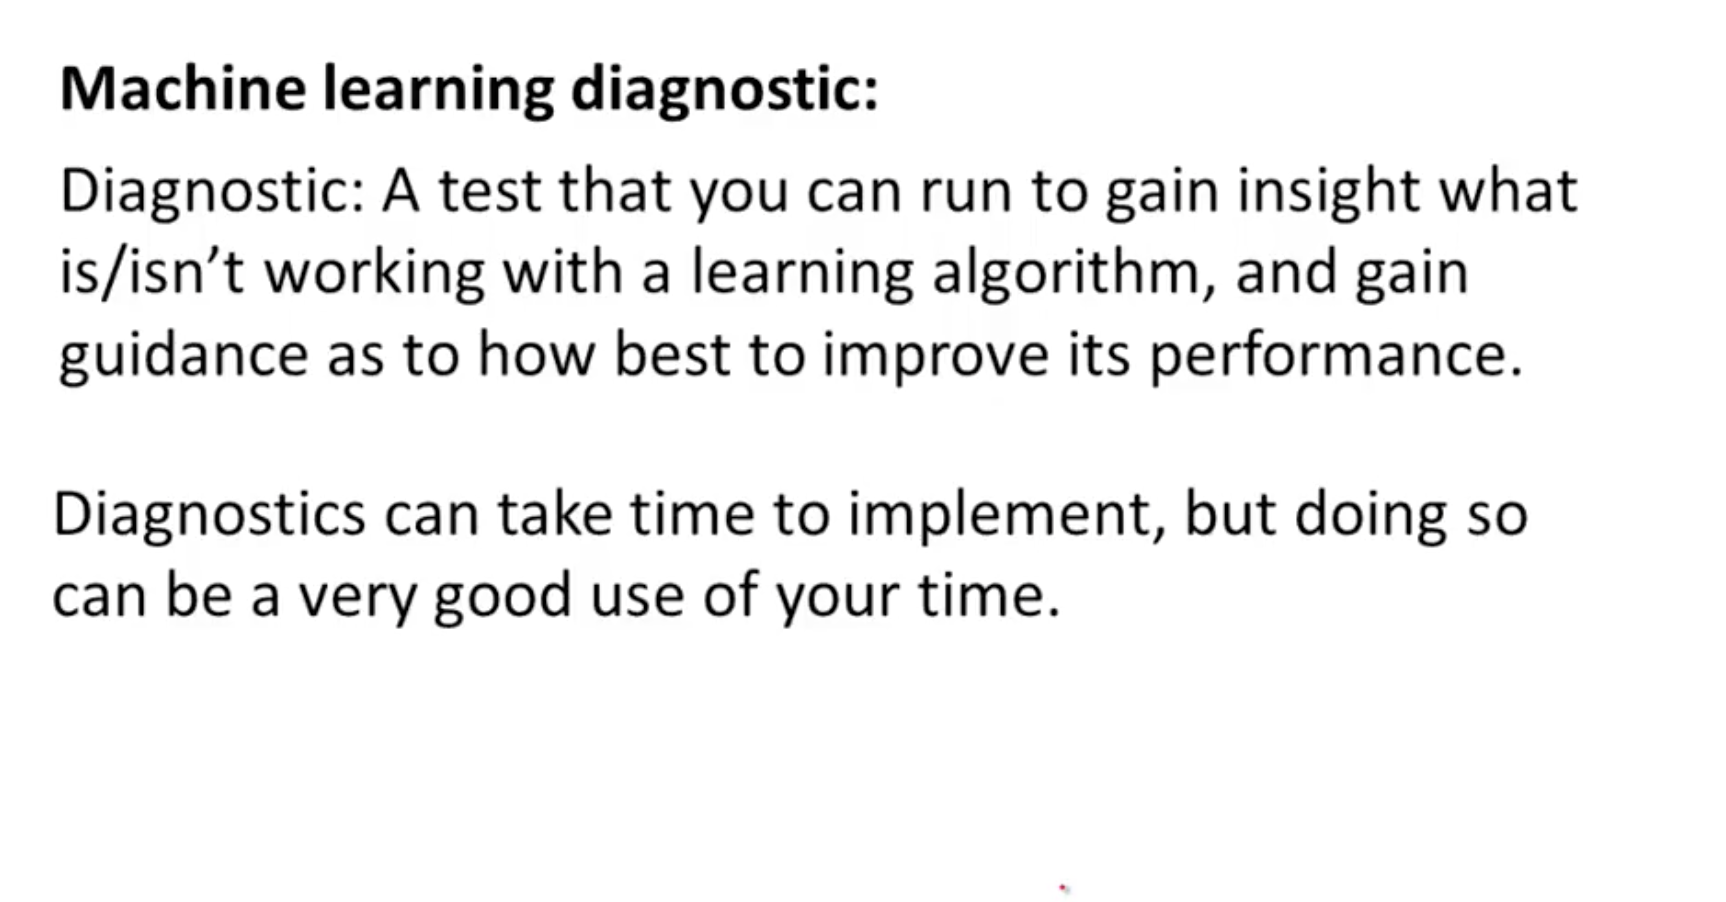 Machine learning diagnostic:
Diagnostic: A test that you can run to gain insight what
is/isn’t working with a learning algorithm, and gain
guidance as to how best to improve its performance.
Diagnostics can take time to implement, but doing so
can be a very good use of your time.